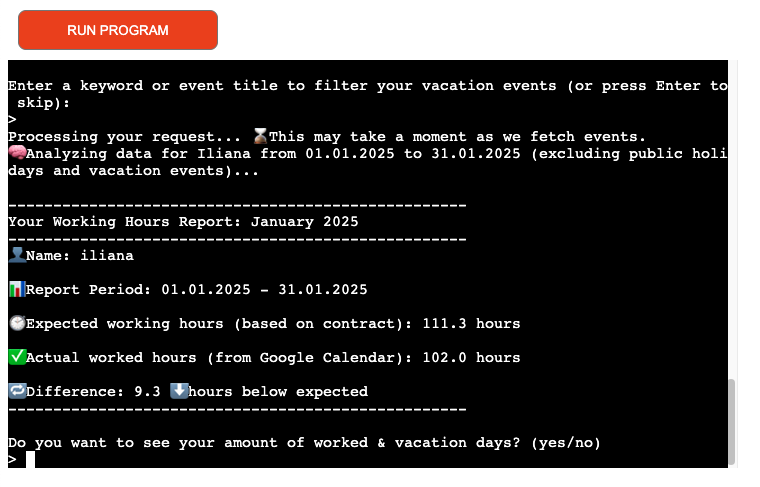 RUN PROGRAM
Enter a keyword or event title to filter your vacation events (or press Enter to
skip):
>
Processing your request... ⌛This may take a moment as we fetch events.
🧠Analyzing data for Iliana from 01.01.2025 to 31.01.2025 (excluding public holi
days and vacation events)...
---------------------------------------------------
Your Working Hours Report: January 2025
---------------------------------------------------
👤Name: iliana
📊Report Period: 01.01.2025 - 31.01.2025
⏱Expected working hours (based on contract): 111.3 hours
✅Actual worked hours (from Google Calendar): 102.0 hours
🔁Difference: 9.3 ⬇hours below expected
---------------------------------------------------
Do you want to see your amount of worked & vacation days? (yes/no)
>